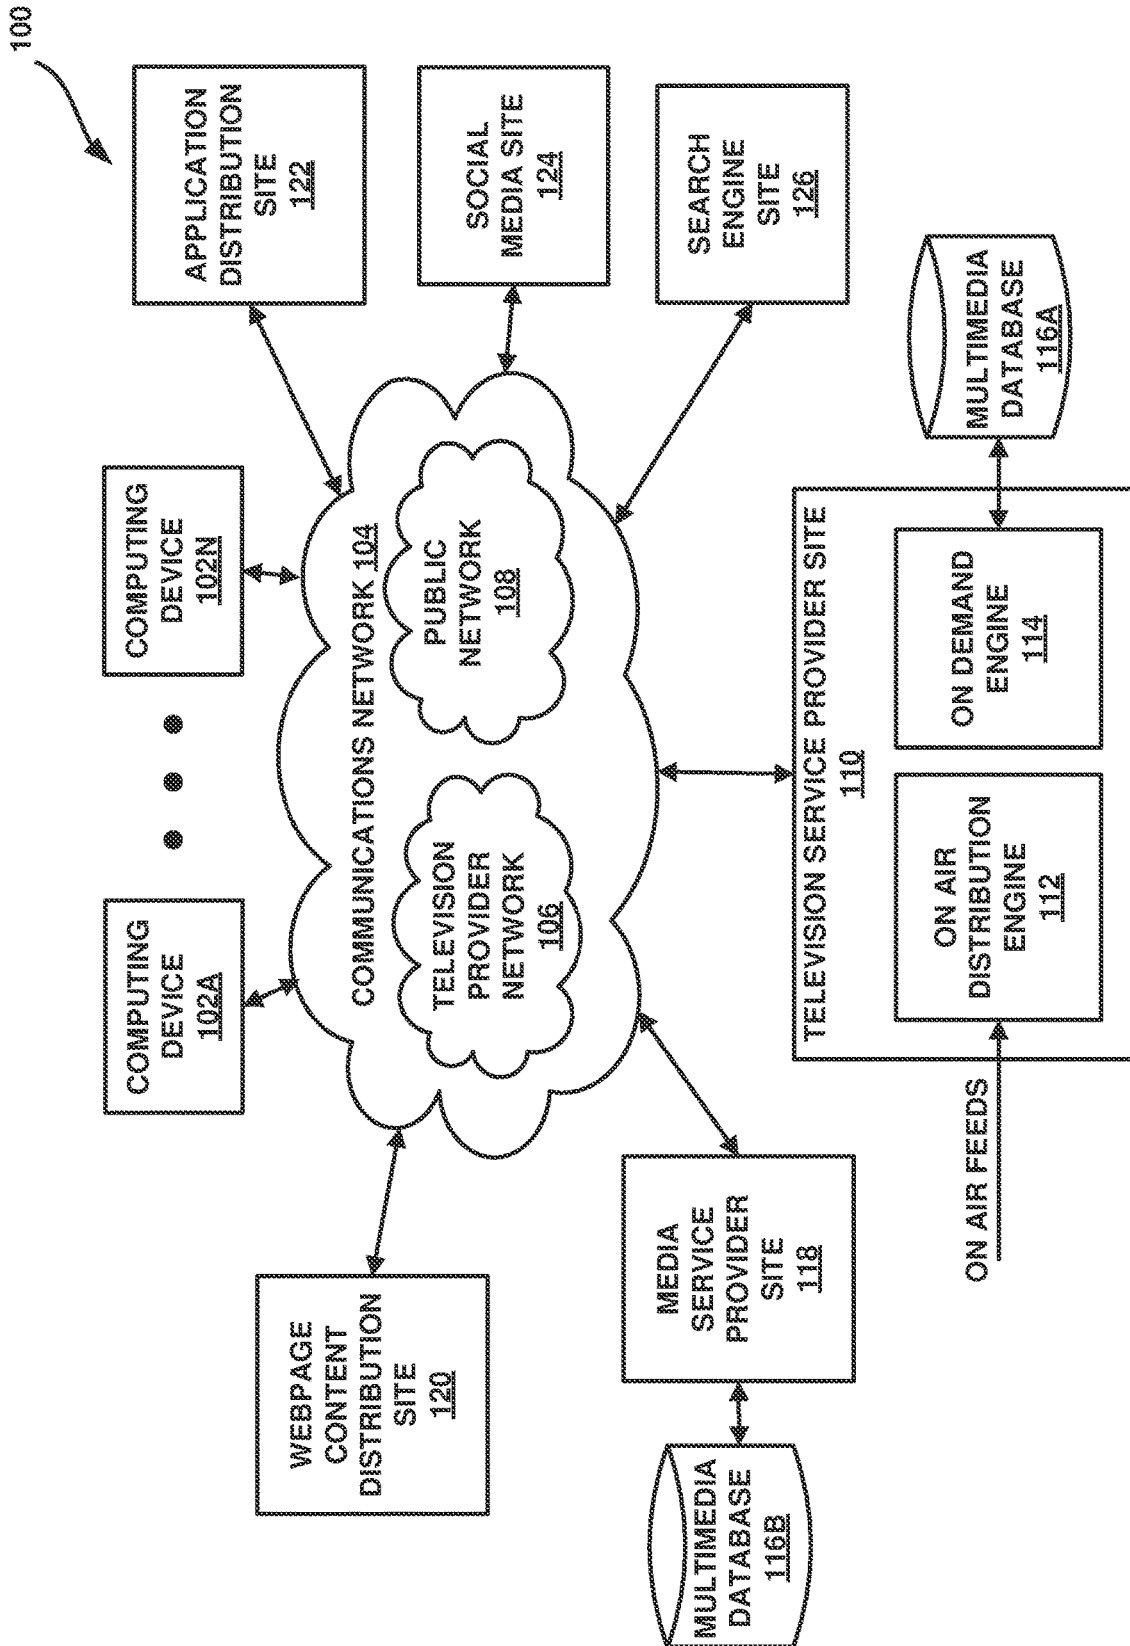 100
COMPUTING
DEVICE
102A
COMPUTING
DEVICE
102N
APPLICATION
DISTRIBUTION
SITE
122
WEBPAGE
CONTENT
DISTRIBUTION
SITE
120
COMMUNICATIONS NETWORK 104
TELEVISION
PROVIDER
NETWORK
106
PUBLIC
NETWORK
108
SOCIAL
MEDIA SITE
124
SEARCH
ENGINE
SITE
126
MEDIA
SERVICE
PROVIDER
SITE
118
MULTIMEDIA
DATABASE
116B
TELEVISION SERVICE PROVIDER SITE
110
ON AIR
DISTRIBUTION
ENGINE
112
ON DEMAND
ENGINE
114
MULTIMEDIA
DATABASE
116A
ON AIR FEEDS